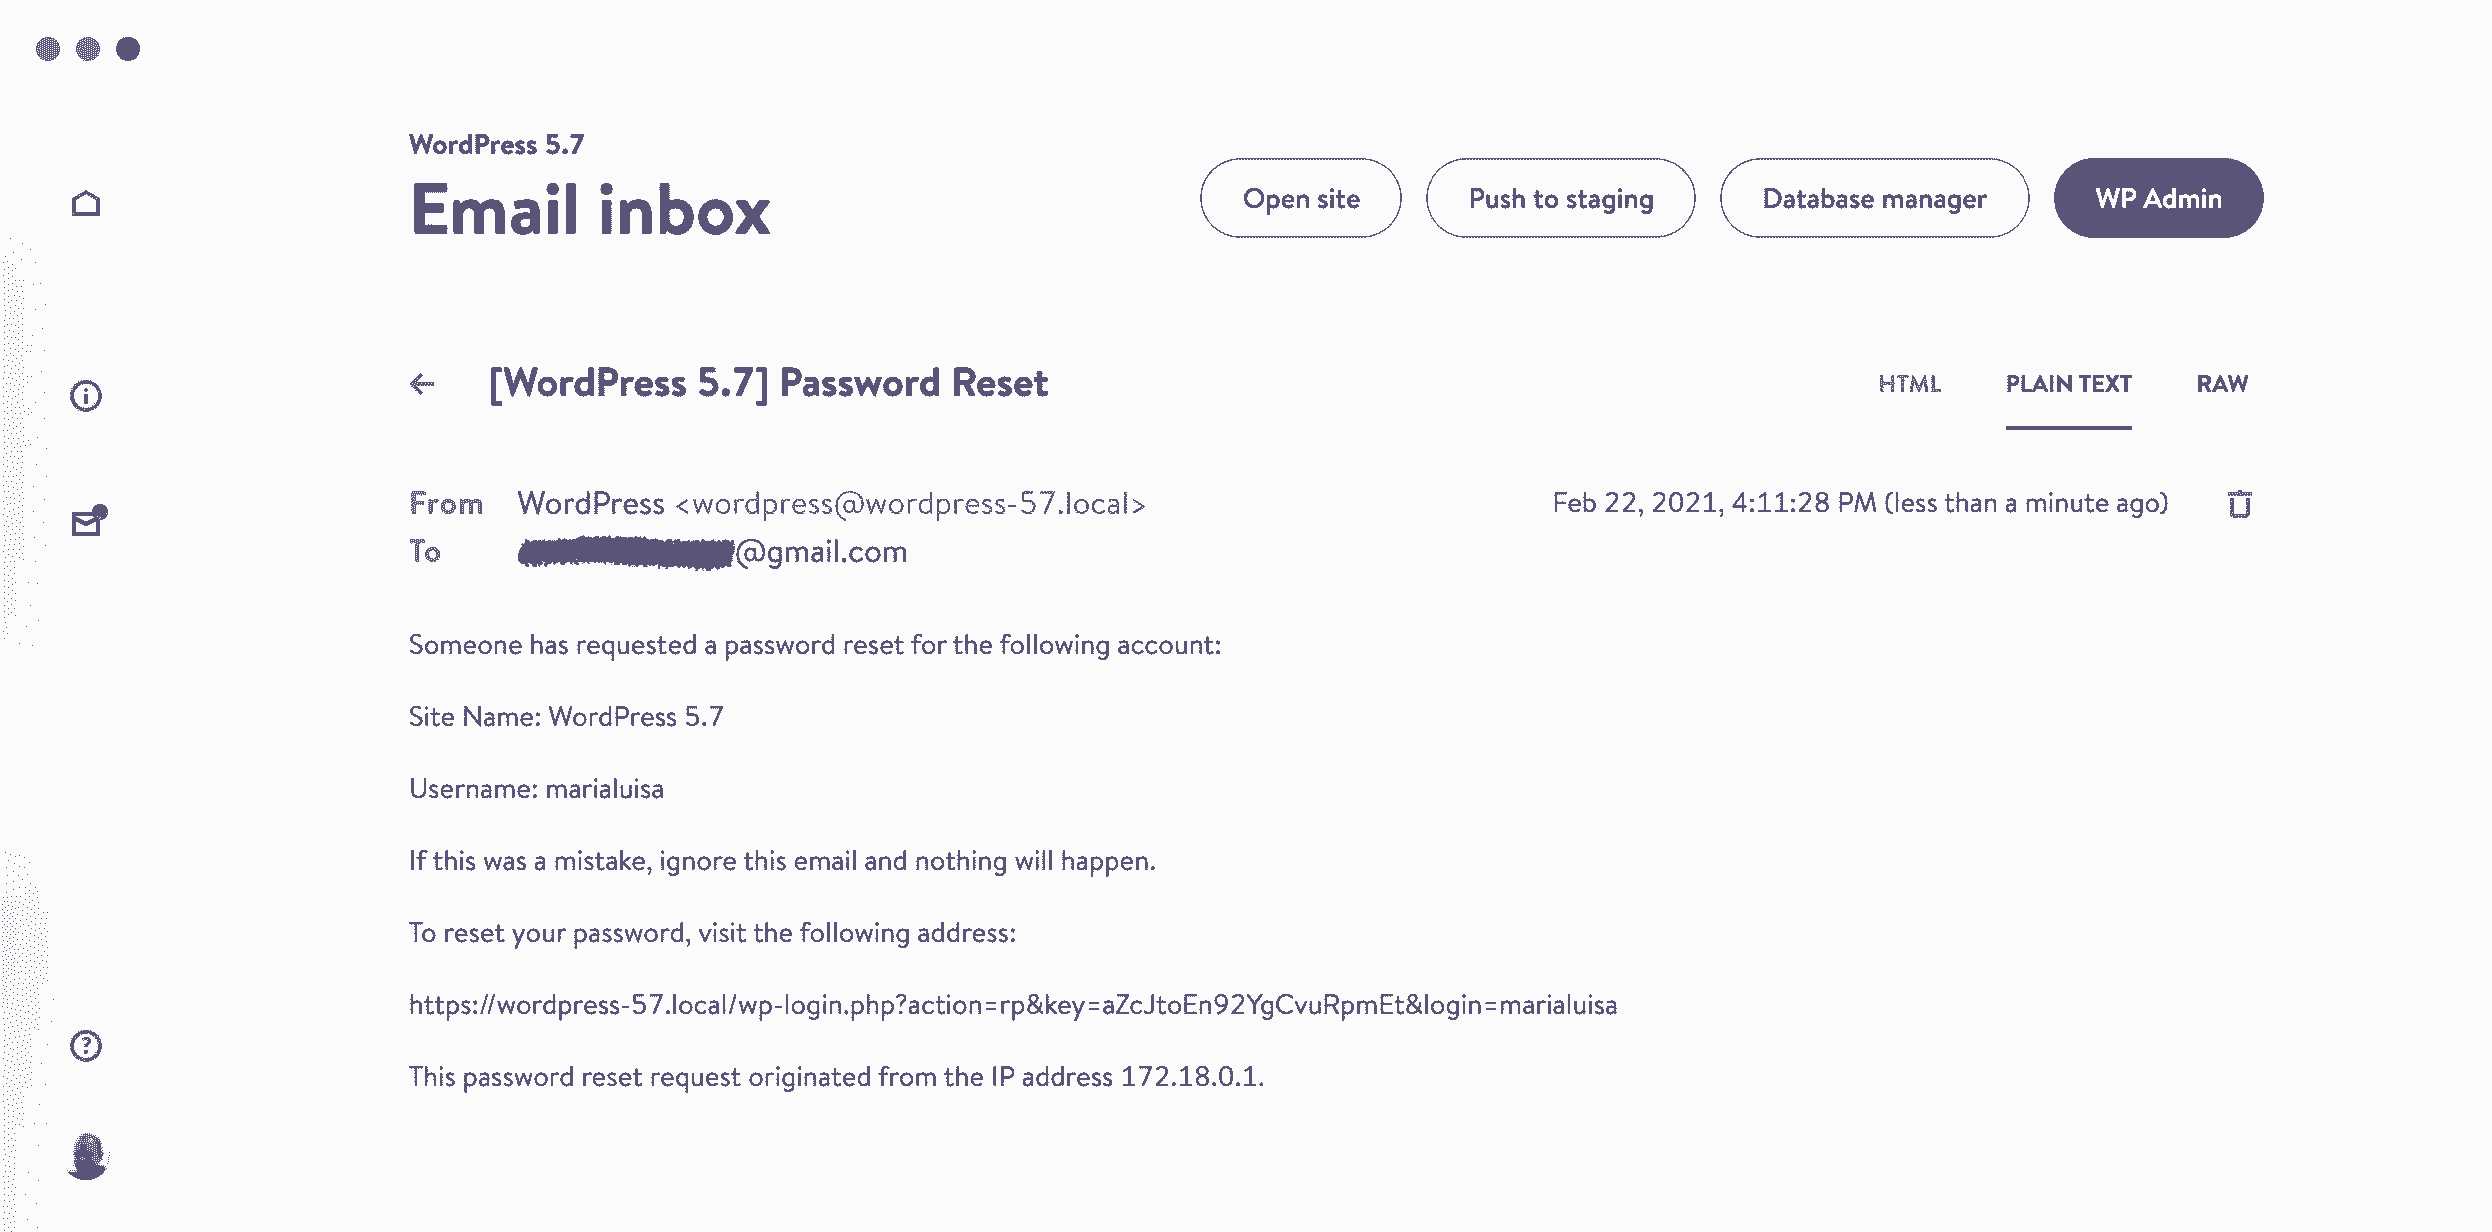 WordPress 5.7
Email inbox
Open site
Push to staging
Database manager
WP Admin
[WordPress 5.7] Password Reset
HTML
PLAIN TEXT
RAW
From WordPress <wordpress@wordpress-57.local>
Feb 22, 2021, 4:11:28 PM (less than a minute ago)
To @gmail.com
Someone has requested a password reset for the following account:
Site Name: WordPress 5.7
Username: marialuisa
If this was a mistake, ignore this email and nothing will happen.
To reset your password, visit the following address:
https://wordpress-57.local/wp-login.php?action=rp&key=aZcJtoEn92YgCvuRpmEt&login=marialuisa
This password reset request originated from the IP address 172.18.0.1.